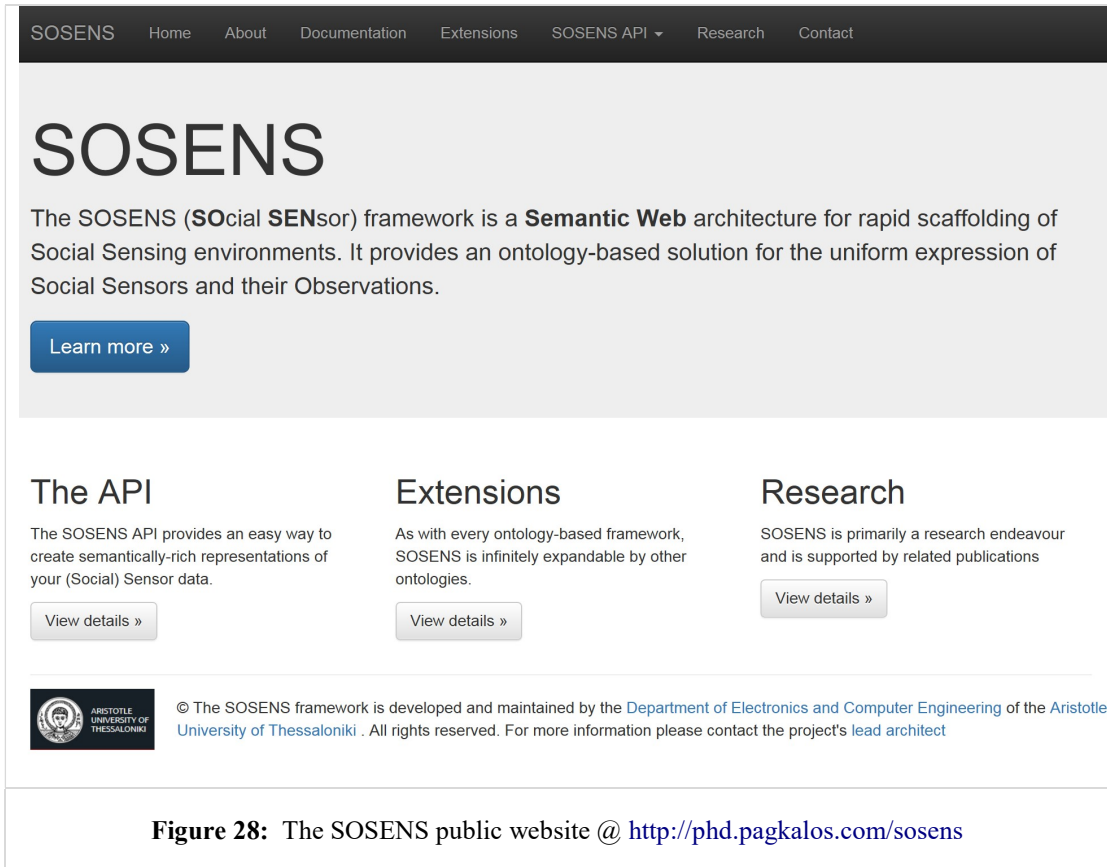 SOSENS Home About Documentation Extensions SOSENS API Research Contact
SOSENS
The SOSENS (SOcial SENsor) framework is a Semantic Web architecture for rapid scaffolding of
Social Sensing environments. It provides an ontology-based solution for the uniform expression of
Social Sensors and their Observations.
Learn more »
The API
The SOSENS API provides an easy way to
create semantically-rich representations of
your (Social) Sensor data.
View details »
Extensions
As with every ontology-based framework,
SOSENS is infinitely expandable by other
ontologies.
View details »
Research
SOSENS is primarily a research endeavour
and is supported by related publications
View details »
ARISTOTLE
UNIVERSITY OF
THESSALONIKI
© The SOSENS framework is developed and maintained by the Department of Electronics and Computer Engineering of the Aristotle
University of Thessaloniki . All rights reserved. For more information please contact the project's lead architect
Figure 28: The SOSENS public website @ http://phd.pagkalos.com/sosens